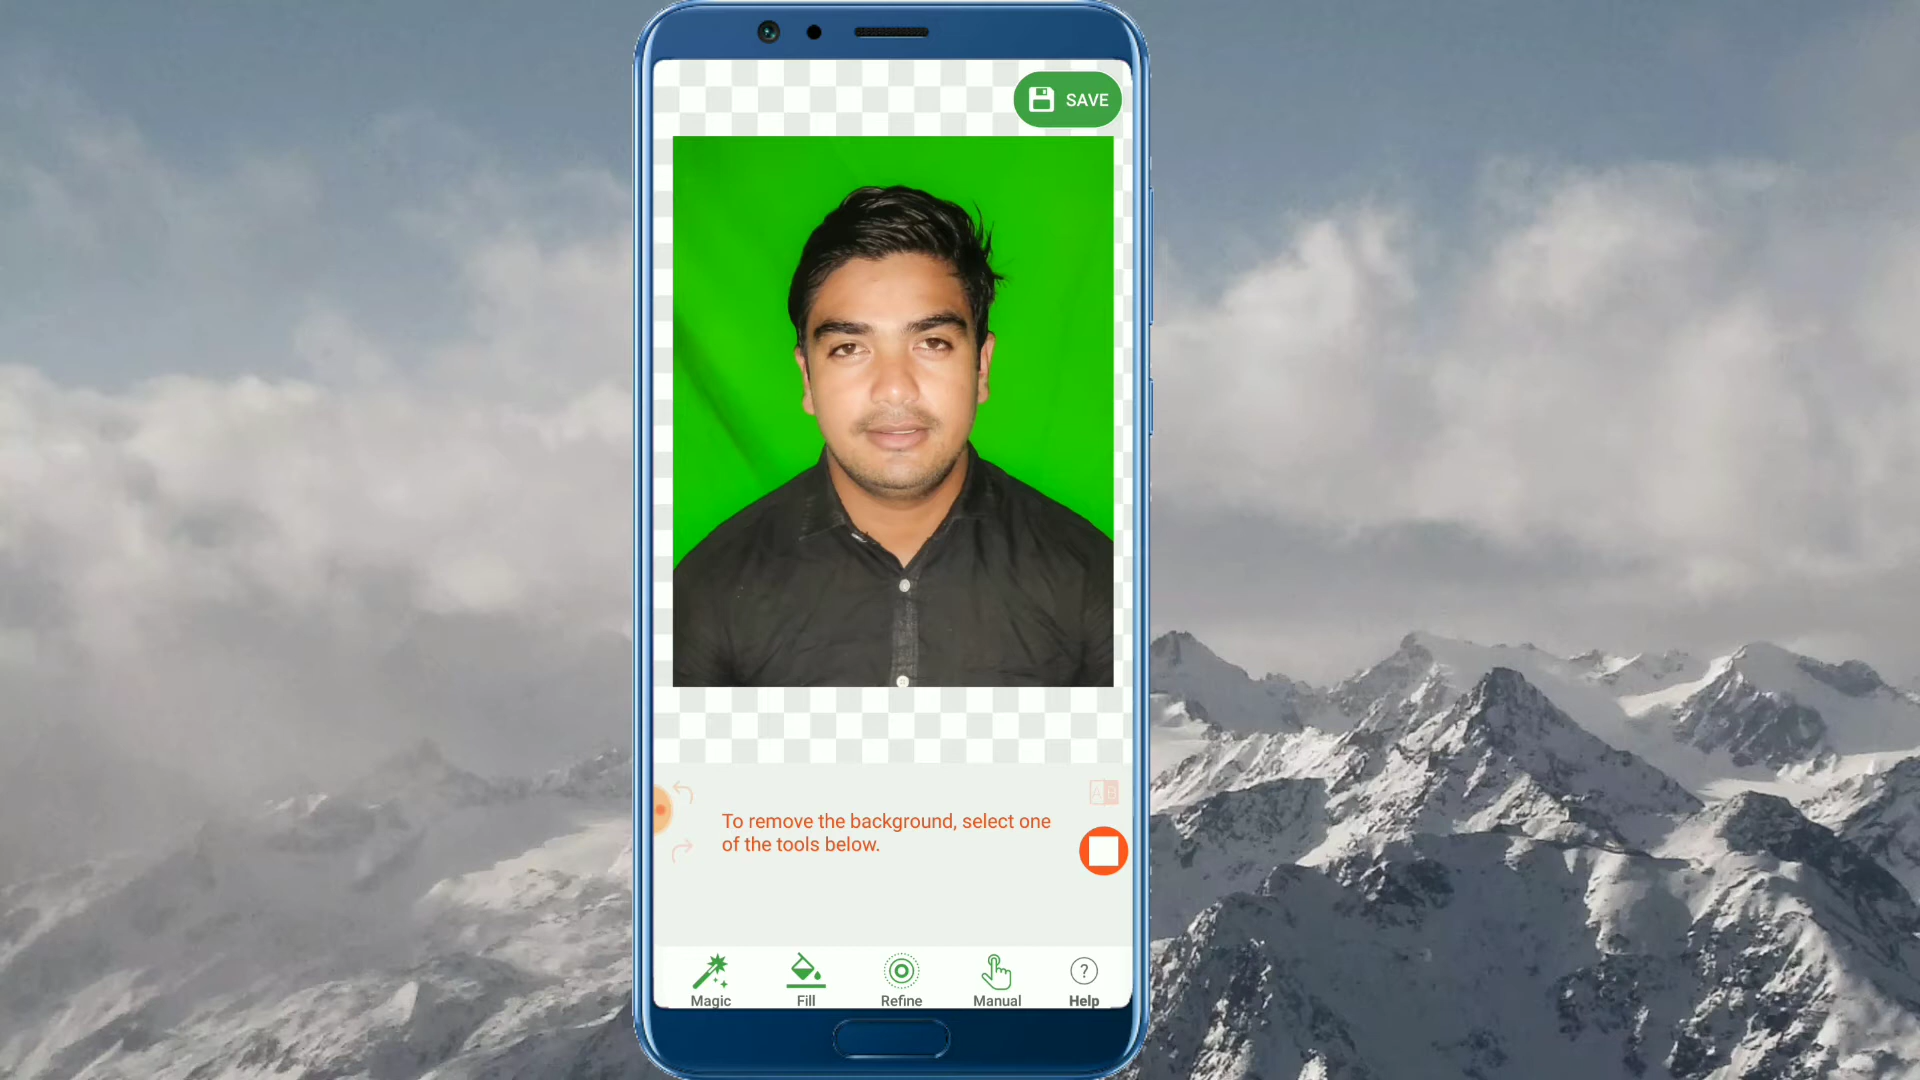 SAVE
A B
To remove the background, select one
of the tools below.
Magic Fill Refine Manual Help